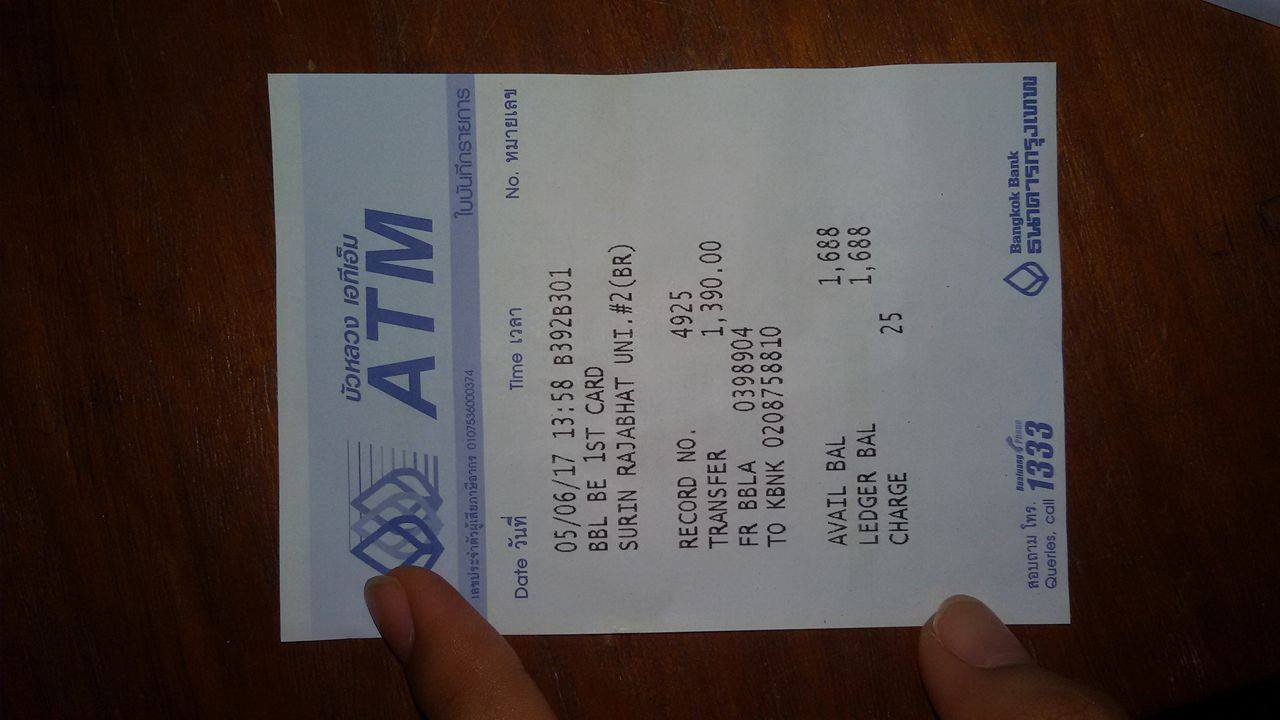 บัวหลวง เอทีเอ็ม
ATM
เลขประจำตัวผู้เสียภาษีอากร 0107536000374 ใบบันทึกรายการ
Date วันที่ Time เวลา No. หมายเลข
05/06/17 13:58 B392B301
BBL BE 1ST CARD
SURIN RAJABHAT UNI.#2(BR)
RECORD NO. 4925
TRANSFER 1,390.00
FR BBLA 0398904
TO KBNK 0208758810
AVAIL BAL 1,688
LEDGER BAL 1,688
CHARGE 25
สอบถาม โทร.
Queries, call
Bualuang Phone
1333
Bangkok Bank
ธนาคารกรุงเทพ